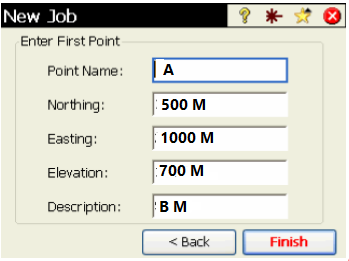 New Job
Enter First Point
Point Name: A
Northing: 500 M
Easting: 1000 M
Elevation: 700 M
Description: B M
< Back Finish